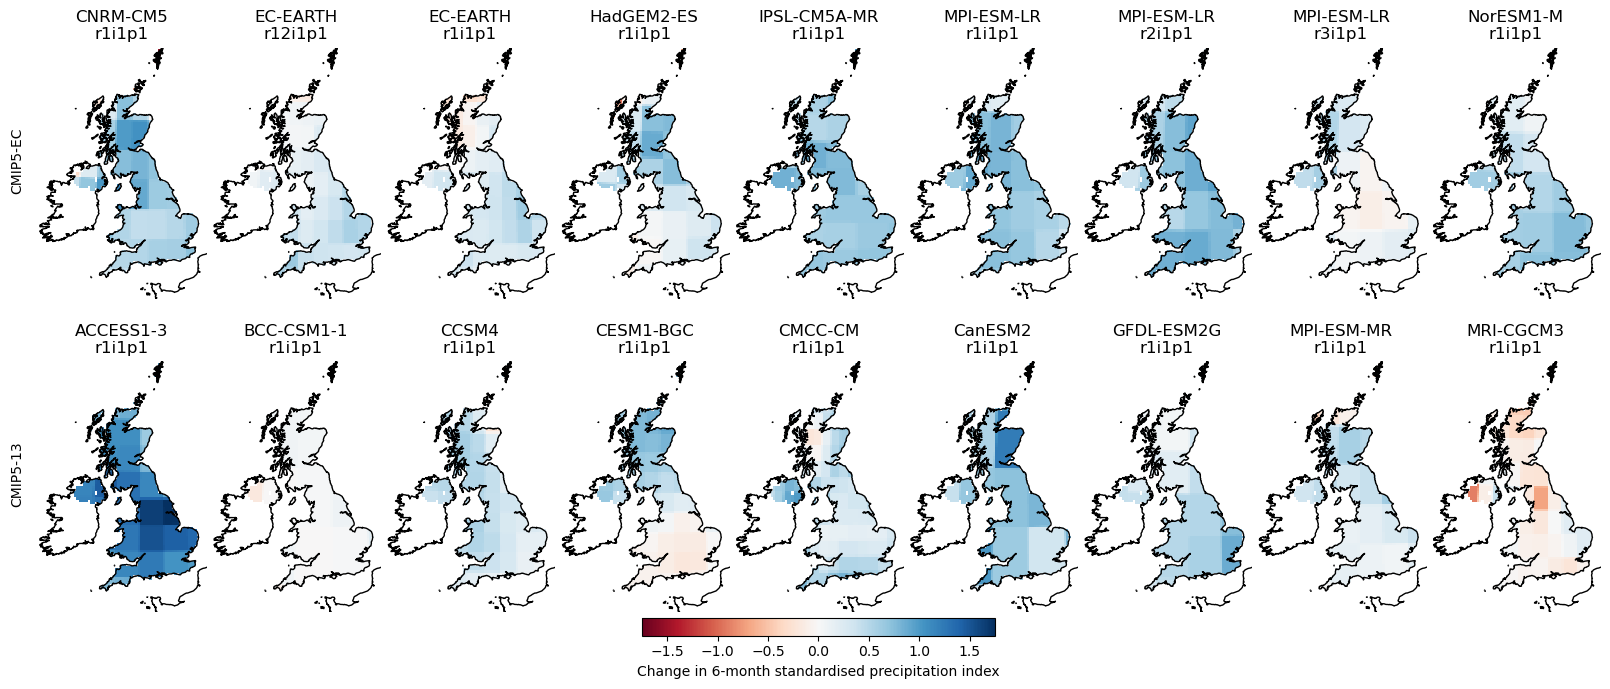 CNRM-CM5 EC-EARTH EC-EARTH HadGEM2-ES IPSL-CM5A-MR MPI-ESM-LR MPI-ESM-LR MPI-ESM-LR NorESM1-M
r1i1p1 r12i1p1 r1i1p1 r1i1p1 r1i1p1 r1i1p1 r2i1p1 r3i1p1 r1i1p1
CMIP5-EC
ACCESS1-3 BCC-CSM1-1 CCSM4 CESM1-BGC CMCC-CM CanESM2 GFDL-ESM2G MPI-ESM-MR MRI-CGCM3
r1i1p1 r1i1p1 r1i1p1 r1i1p1 r1i1p1 r1i1p1 r1i1p1 r1i1p1 r1i1p1
CMIP5-13
−1.5 −1.0 −0.5 0.0 0.5 1.0 1.5
Change in 6-month standardised precipitation index